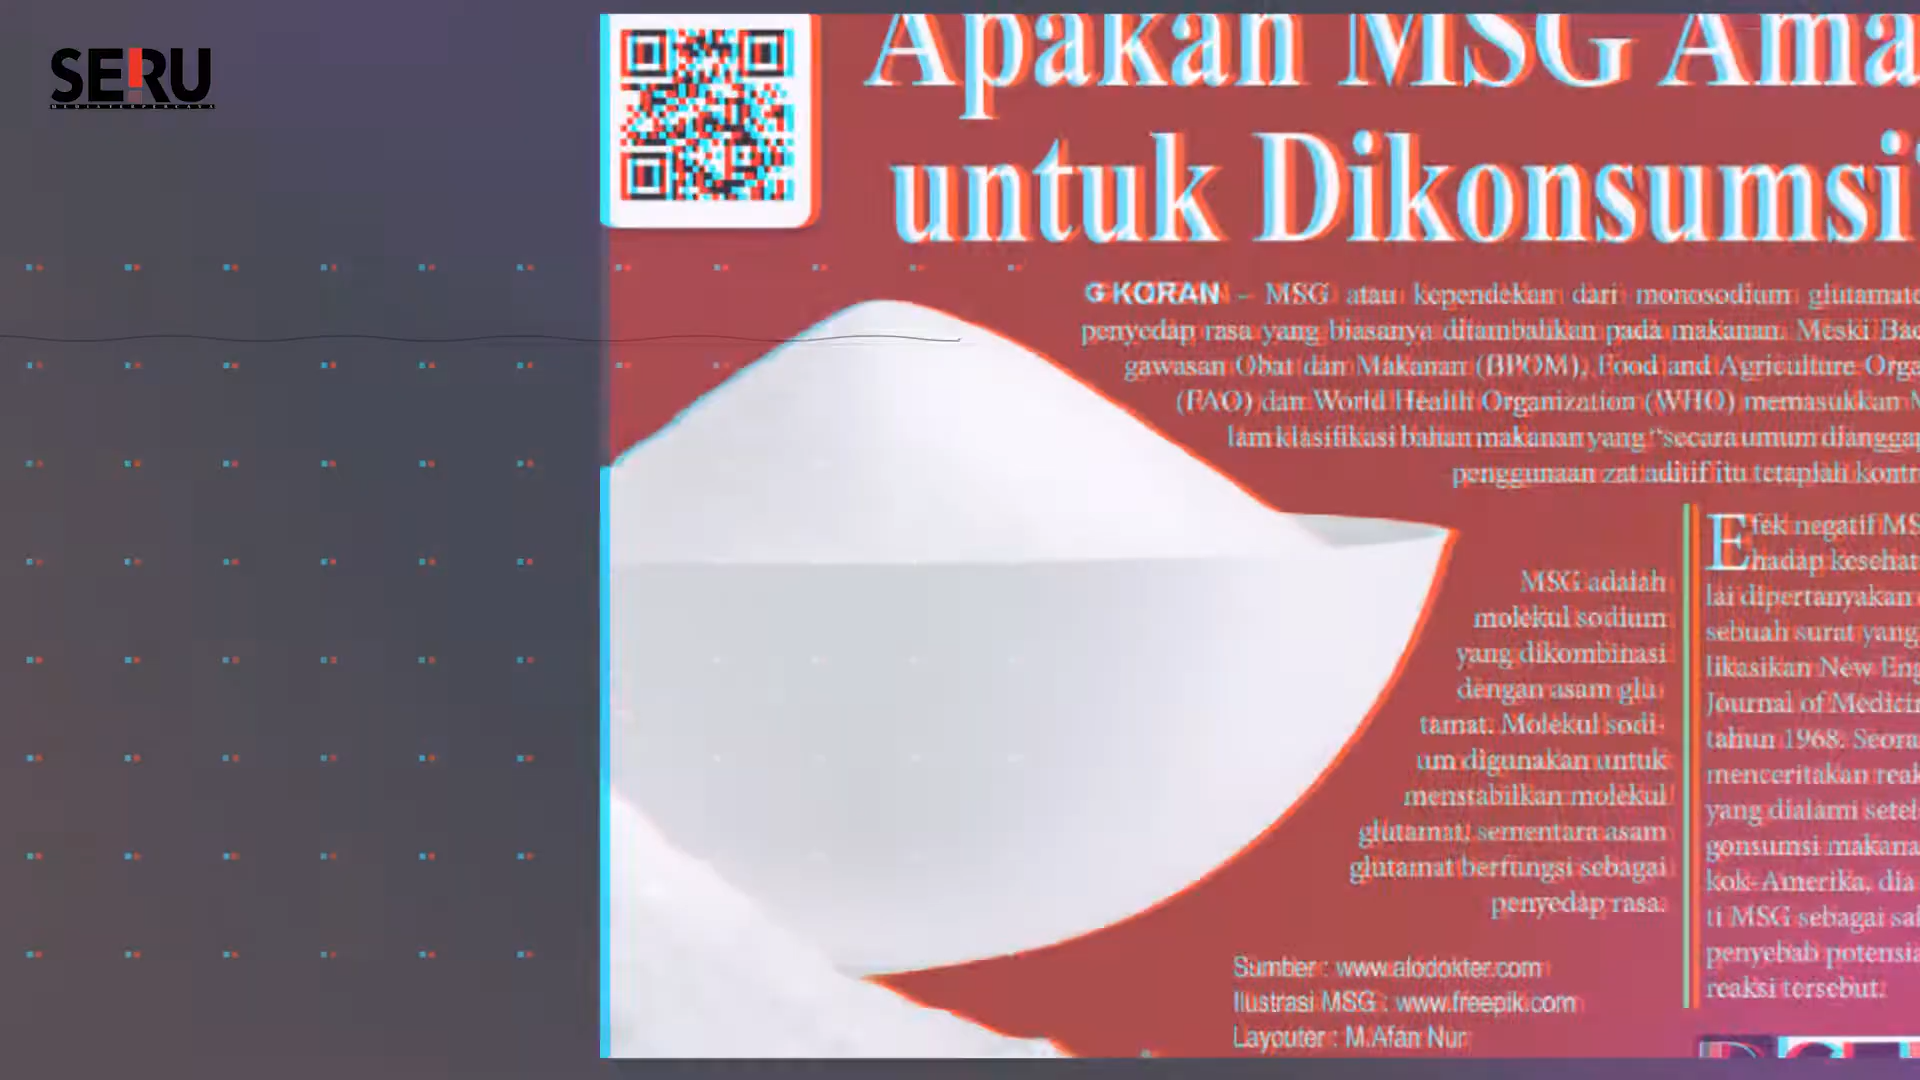 SERU
Apakah MSG Ama
untuk Dikonsumsi
KORAN – MSG atau kependekan dari monosodium glutamate
penyedap rasa yang biasanya ditambahkan pada makanan. Meski Bad
gawasan Obat dan Makanan (BPOM), Food and Agriculture Orga
(FAO) dan World Health Organization (WHO) memasukkan M
lam klasifikasi bahan makanan yang “secara umum dianggap
penggunaan zat aditif itu tetaplah kontr
MSG adalah
molekul sodium
yang dikombinasi
dengan asam glu
tamat. Molekul sodi-
um digunakan untuk
menstabilkan molekul
glutamat, sementara asam
glutamat berfungsi sebagai
penyedap rasa.
Sumber : www.alodokter.com
Ilustrasi MSG : www.freepik.com
Layouter : M.Afan Nur
Efek negatif MS
hadap kesehat
lai dipertanyakan
sebuah surat yang
likasikan New Eng
Journal of Medicin
tahun 1968. Seora
menceritakan reak
yang dialami setel
gonsumsi makana
kok-Amerika, dia
ti MSG sebagai sal
penyebab potensia
reaksi tersebut.